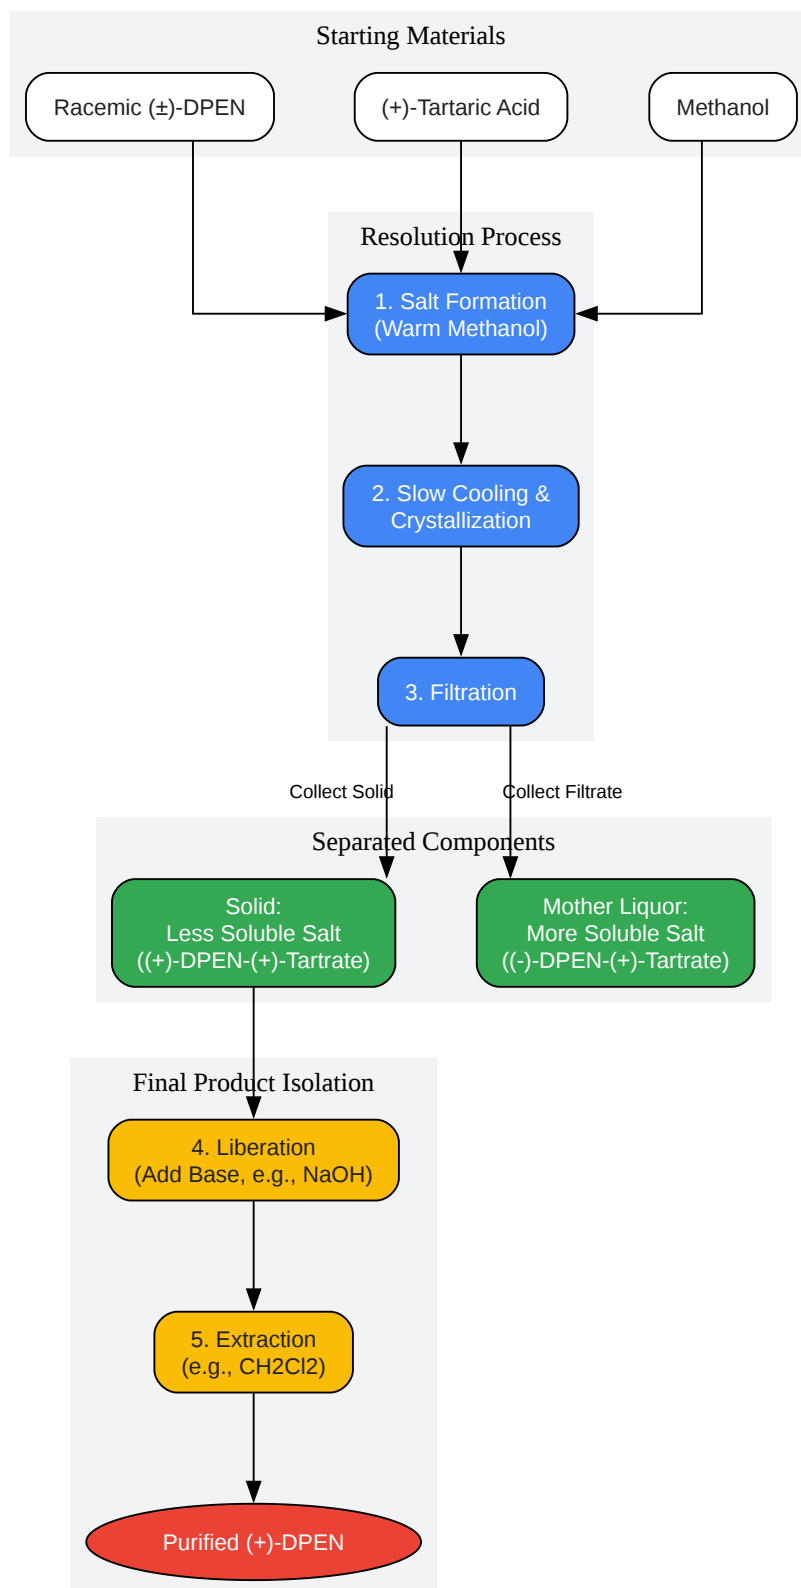 Starting Materials
Racemic (±)-DPEN
(+)-Tartaric Acid
Methanol
Resolution Process
1. Salt Formation
(Warm Methanol)
2. Slow Cooling &
Crystallization
3. Filtration
Collect Solid
Collect Filtrate
Separated Components
Solid:
Less Soluble Salt
((+)-DPEN-(+)-Tartrate)
Mother Liquor:
More Soluble Salt
((-)-DPEN-(+)-Tartrate)
Final Product Isolation
4. Liberation
(Add Base, e.g., NaOH)
5. Extraction
(e.g., CH2Cl2)
Purified (+)-DPEN